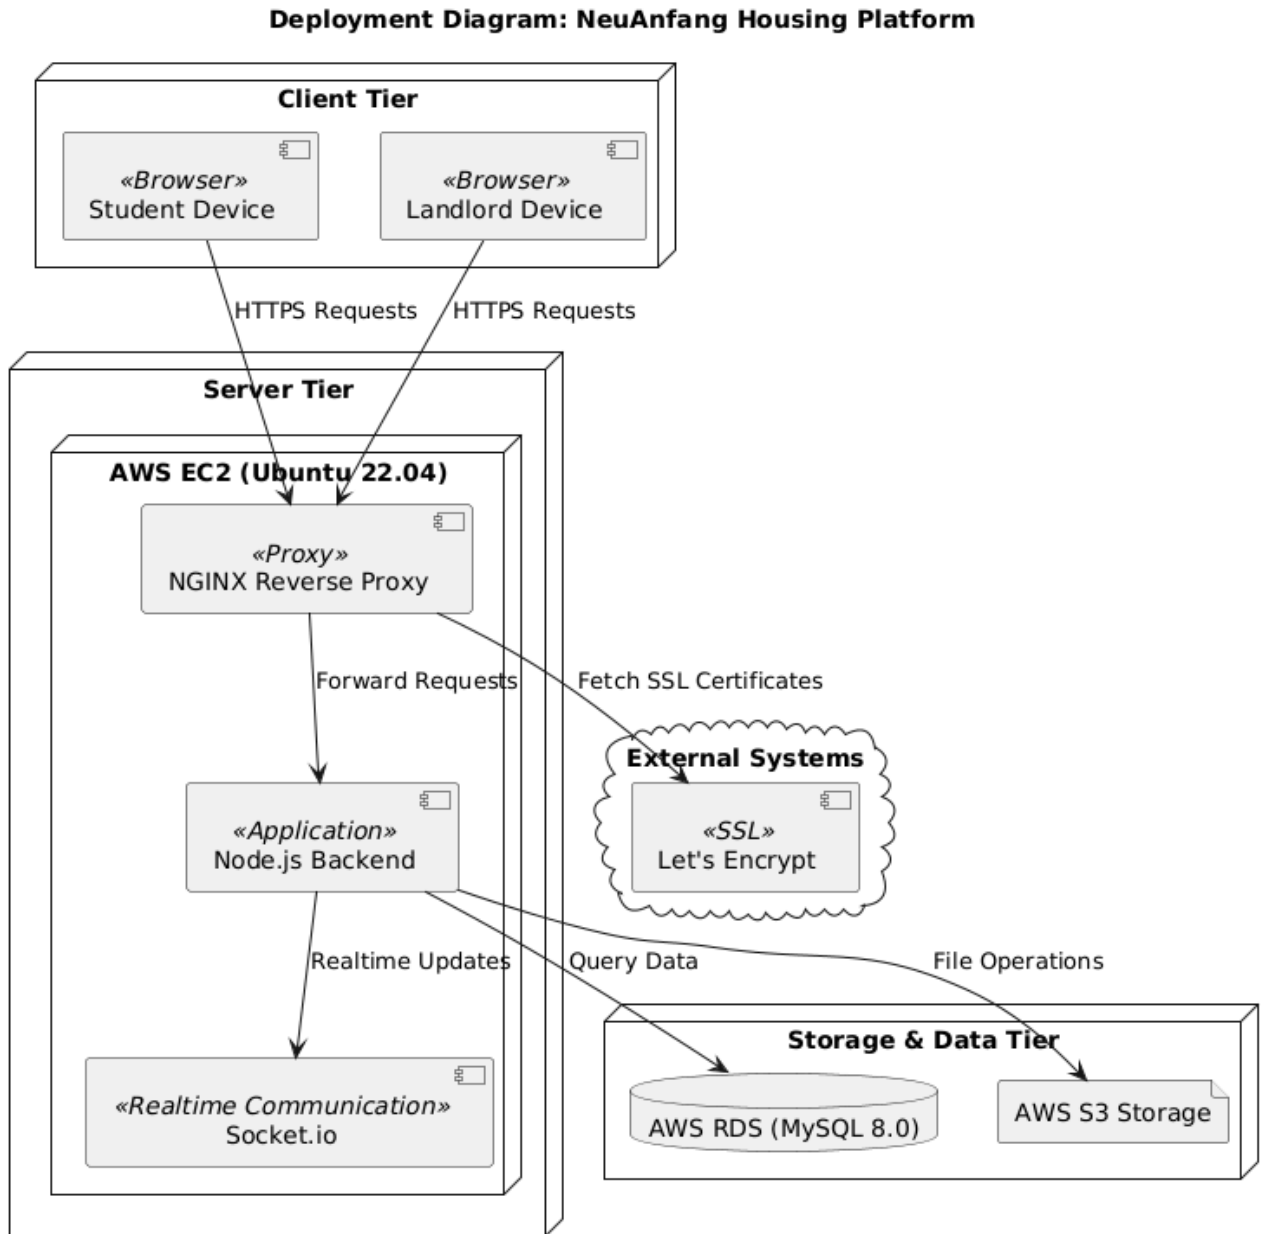 Deployment Diagram: NeuAnfang Housing Platform
Client Tier
«Browser»
Student Device
«Browser»
Landlord Device
HTTPS Requests
HTTPS Requests
Server Tier
AWS EC2 (Ubuntu 22.04)
«Proxy»
NGINX Reverse Proxy
Forward Requests
Fetch SSL Certificates
External Systems
«SSL»
Let's Encrypt
«Application»
Node.js Backend
Realtime Updates
Query Data
File Operations
Storage & Data Tier
AWS RDS (MySQL 8.0)
AWS S3 Storage
«Realtime Communication»
Socket.io